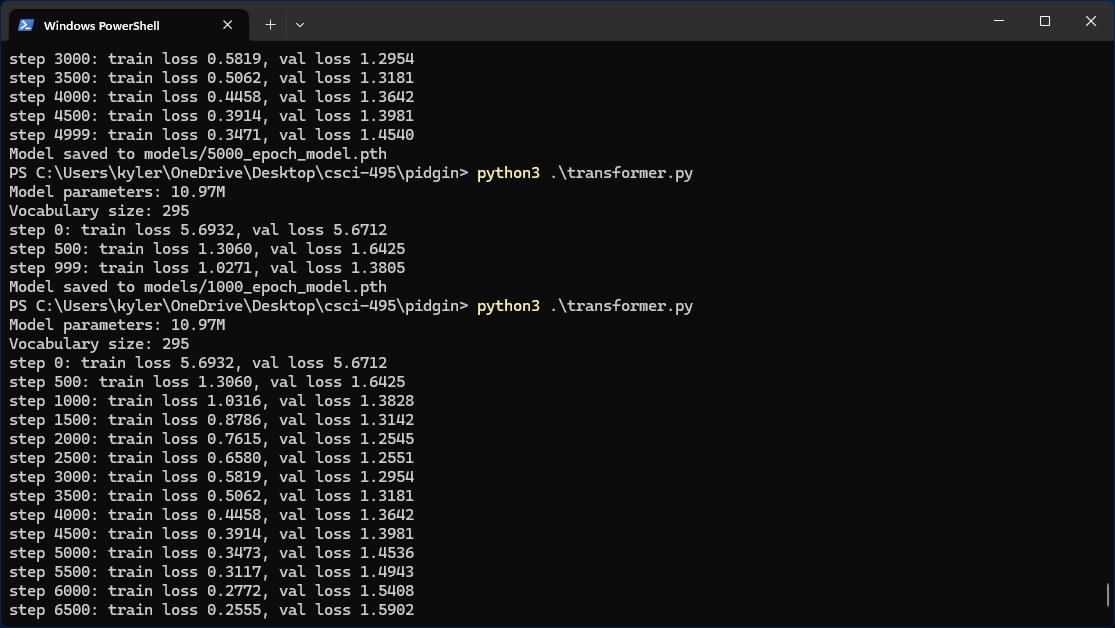 Windows PowerShell
step 3000: train loss 0.5819, val loss 1.2954
step 3500: train loss 0.5062, val loss 1.3181
step 4000: train loss 0.4458, val loss 1.3642
step 4500: train loss 0.3914, val loss 1.3981
step 4999: train loss 0.3471, val loss 1.4540
Model saved to models/5000_epoch_model.pth
PS C:\Users\kyler\OneDrive\Desktop\csci-495\pidgin> python3 .\transformer.py
Model parameters: 10.97M
Vocabulary size: 295
step 0: train loss 5.6932, val loss 5.6712
step 500: train loss 1.3060, val loss 1.6425
step 999: train loss 1.0271, val loss 1.3805
Model saved to models/1000_epoch_model.pth
PS C:\Users\kyler\OneDrive\Desktop\csci-495\pidgin> python3 .\transformer.py
Model parameters: 10.97M
Vocabulary size: 295
step 0: train loss 5.6932, val loss 5.6712
step 500: train loss 1.3060, val loss 1.6425
step 1000: train loss 1.0316, val loss 1.3828
step 1500: train loss 0.8786, val loss 1.3142
step 2000: train loss 0.7615, val loss 1.2545
step 2500: train loss 0.6580, val loss 1.2551
step 3000: train loss 0.5819, val loss 1.2954
step 3500: train loss 0.5062, val loss 1.3181
step 4000: train loss 0.4458, val loss 1.3642
step 4500: train loss 0.3914, val loss 1.3981
step 5000: train loss 0.3473, val loss 1.4536
step 5500: train loss 0.3117, val loss 1.4943
step 6000: train loss 0.2772, val loss 1.5408
step 6500: train loss 0.2555, val loss 1.5902